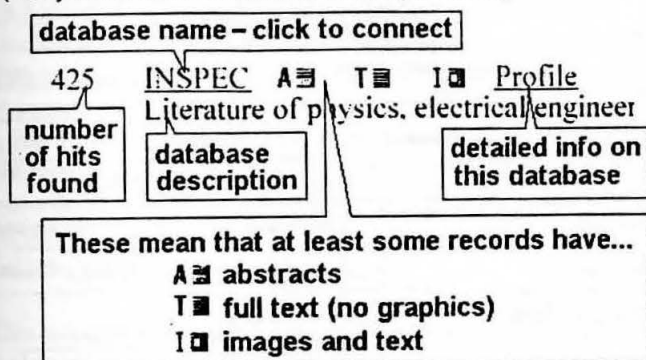 database name – click to connect
425 INSPEC A T I Profile
Literature of physics, electrical engineer
number
of hits
found
database
description
detailed info on
this database
These mean that at least some records have...
A abstracts
T full text (no graphics)
I images and text